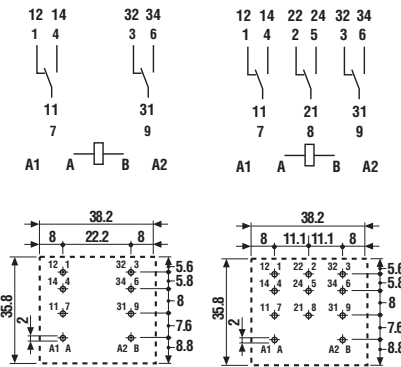 12 14 32 34
1 4 3 6
11 31
7 9
A1 A B A2
12 14 22 24 32 34
1 4 2 5 3 6
11 21 31
7 8 9
A1 A B A2
38.2
8 22.2 8
12 1 32 3
14 4 34 6
11 7 31 9
A1 A A2 B
35.8
2
5.6
5.8
8
7.6
8.8
38.2
8 11.1 11.1 8
12 1 22 2 32 3
14 4 24 5 34 6
11 7 21 8 31 9
A1 A A2 B
35.8
2
5.6
5.8
8
7.6
8.8